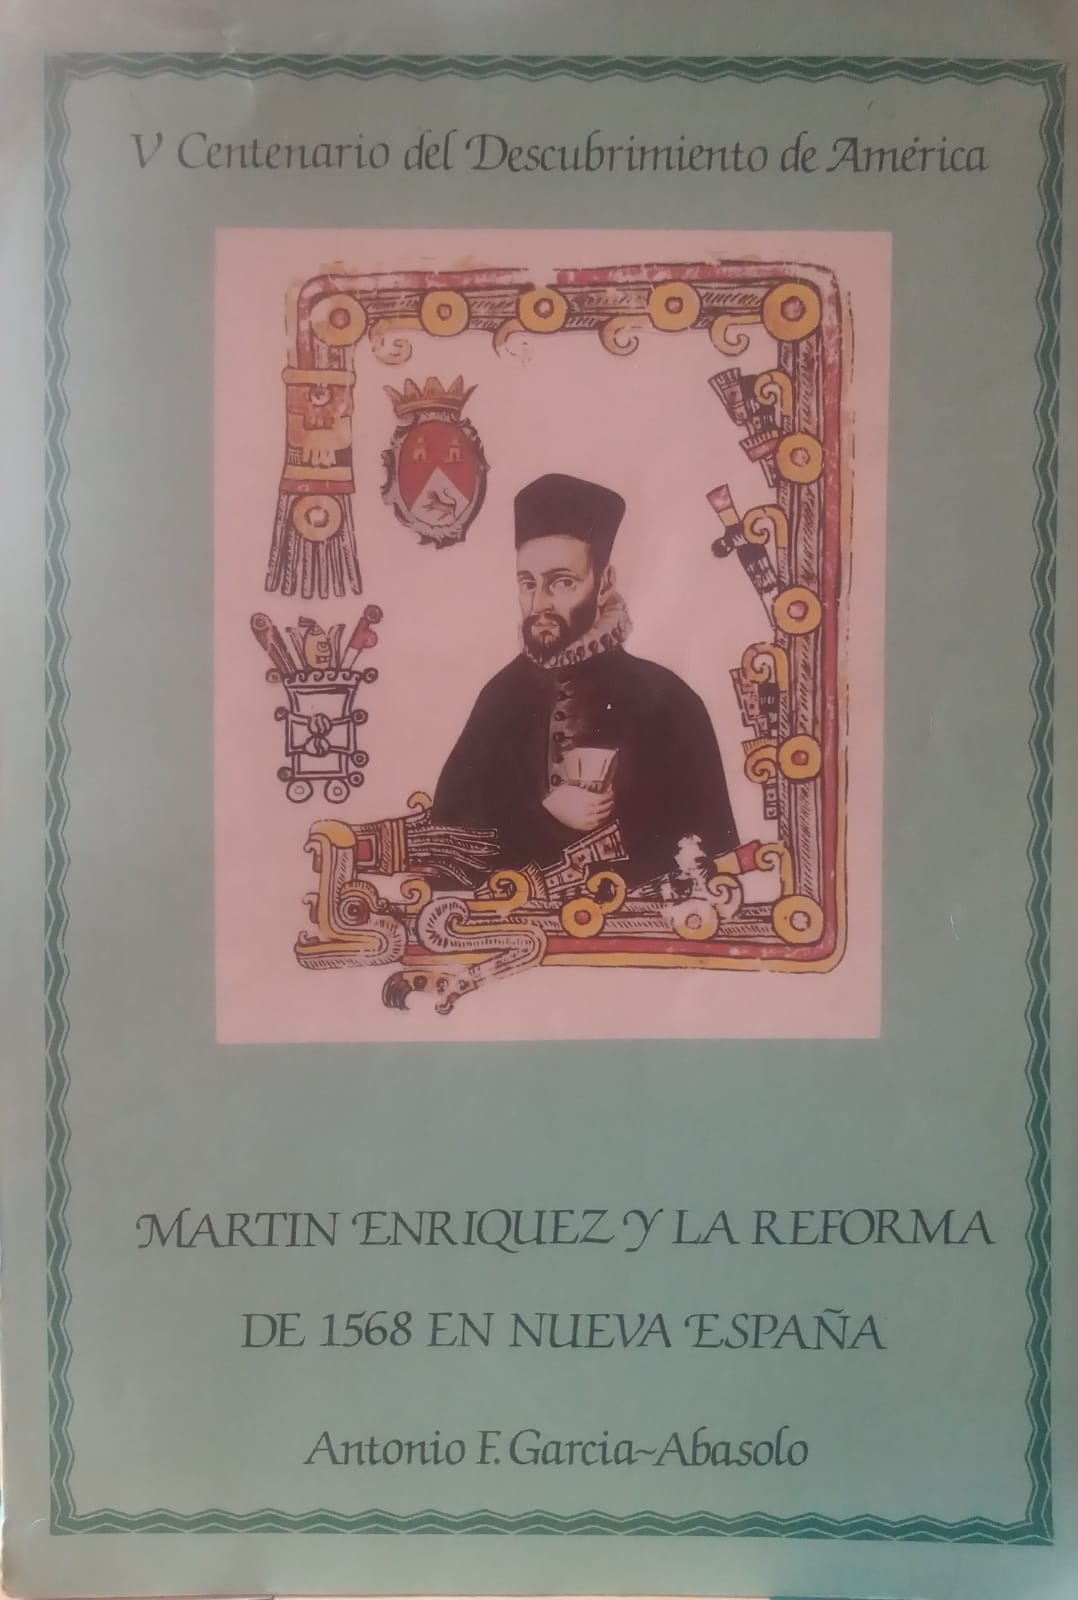 V Centenario del Descubrimiento de América
MARTIN ENRIQUEZ Y LA REFORMA
DE 1568 EN NUEVA ESPAÑA
Antonio F. Garcia-Abasolo